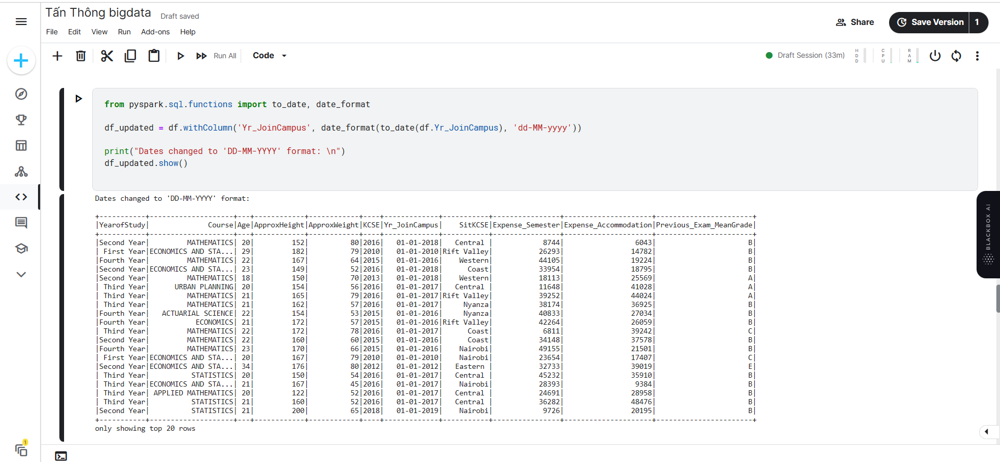 Tấn Thông bigdata Draft saved
File Edit View Run Add-ons Help
Share
Save Version 1
Run All Code
Draft Session (33m) HDD CPU RAM
from pyspark.sql.functions import to_date, date_format
df_updated = df.withColumn('Yr_JoinCampus', date_format(to_date(df.Yr_JoinCampus), 'dd-MM-yyyy'))
print("Dates changed to 'DD-MM-YYYY' format: \n")
df_updated.show()
Dates changed to 'DD-MM-YYYY' format:
+-----------+--------------------+---+------------+------------+----+-------------+-----------+----------------+---------------------+-----------------------+
|YearofStudy|              Course|Age|ApproxHeight|ApproxWeight|KCSE|Yr_JoinCampus|    SitKCSE|Expense_Semester|Expense_Accommodation|Previous_Exam_MeanGrade|
+-----------+--------------------+---+------------+------------+----+-------------+-----------+----------------+---------------------+-----------------------+
|Second Year|         MATHEMATICS| 20|         152|          80|2016|   01-01-2018|   Central |            8744|                 6043|                      B|
| First Year|ECONOMICS AND STA...| 29|         182|          79|2010|   01-01-2010|Rift Valley|           26293|                14782|                      B|
|Fourth Year|         MATHEMATICS| 22|         167|          64|2015|   01-01-2016|    Western|           44105|                19224|                      B|
|Second Year|ECONOMICS AND STA...| 23|         149|          52|2016|   01-01-2018|      Coast|           33954|                18795|                      B|
|Second Year|         MATHEMATICS| 18|         150|          70|2013|   01-01-2018|    Western|           18113|                25569|                      A|
| Third Year|      URBAN PLANNING| 20|         154|          56|2016|   01-01-2017|   Central |           11648|                41028|                      A|
| Third Year|         MATHEMATICS| 21|         165|          79|2016|   01-01-2017|Rift Valley|           39252|                44024|                      A|
| Third Year|         MATHEMATICS| 21|         162|          57|2016|   01-01-2017|     Nyanza|           38174|                36925|                      B|
|Fourth Year|   ACTUARIAL SCIENCE| 22|         154|          53|2015|   01-01-2016|     Nyanza|           40833|                27034|                      B|
|Fourth Year|           ECONOMICS| 21|         172|          57|2015|   01-01-2016|Rift Valley|           42264|                26059|                      B|
| Third Year|         MATHEMATICS| 22|         172|          78|2016|   01-01-2017|      Coast|            6811|                39242|                      C|
|Second Year|         MATHEMATICS| 22|         160|          60|2015|   01-01-2016|      Coast|           34148|                37578|                      B|
|Fourth Year|         MATHEMATICS| 23|         170|          66|2015|   01-01-2016|    Nairobi|           49155|                21501|                      B|
| First Year|ECONOMICS AND STA...| 20|         167|          79|2010|   01-01-2010|    Nairobi|           23654|                17407|                      C|
|Second Year|ECONOMICS AND STA...| 34|         176|          80|2012|   01-01-2012|   Eastern |           32733|                39019|                      E|
| Third Year|          STATISTICS| 20|         150|          54|2016|   01-01-2017|   Central |           45232|                35910|                      B|
| Third Year|ECONOMICS AND STA...| 21|         167|          45|2016|   01-01-2017|    Nairobi|           28393|                 9384|                      B|
| Third Year| APPLIED MATHEMATICS| 20|         122|          52|2016|   01-01-2017|   Central |           24691|                28958|                      B|
| Third Year|          STATISTICS| 21|         160|          52|2016|   01-01-2017|   Central |           36282|                48476|                      B|
|Second Year|          STATISTICS| 21|         200|          65|2018|   01-01-2019|    Nairobi|            9726|                20195|                      B|
+-----------+--------------------+---+------------+------------+----+-------------+-----------+----------------+---------------------+-----------------------+
only showing top 20 rows
BLACKBOX AI
1